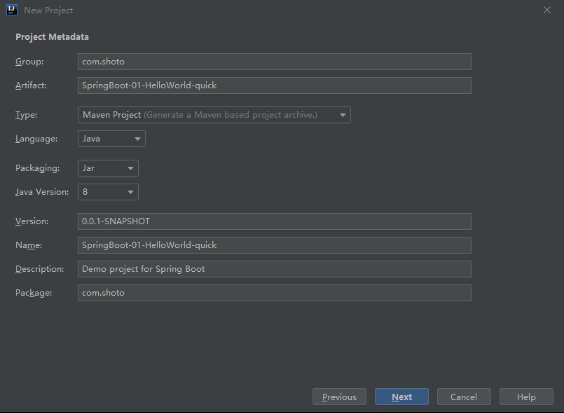 New Project
Project Metadata
Group: com.shoto
Artifact: SpringBoot-01-HelloWorld-quick
Type: Maven Project (Generate a Maven based project archive.)
Language: Java
Packaging: Jar
Java Version: 8
Version: 0.0.1-SNAPSHOT
Name: SpringBoot-01-HelloWorld-quick
Description: Demo project for Spring Boot
Package: com.shoto
Previous Next Cancel Help